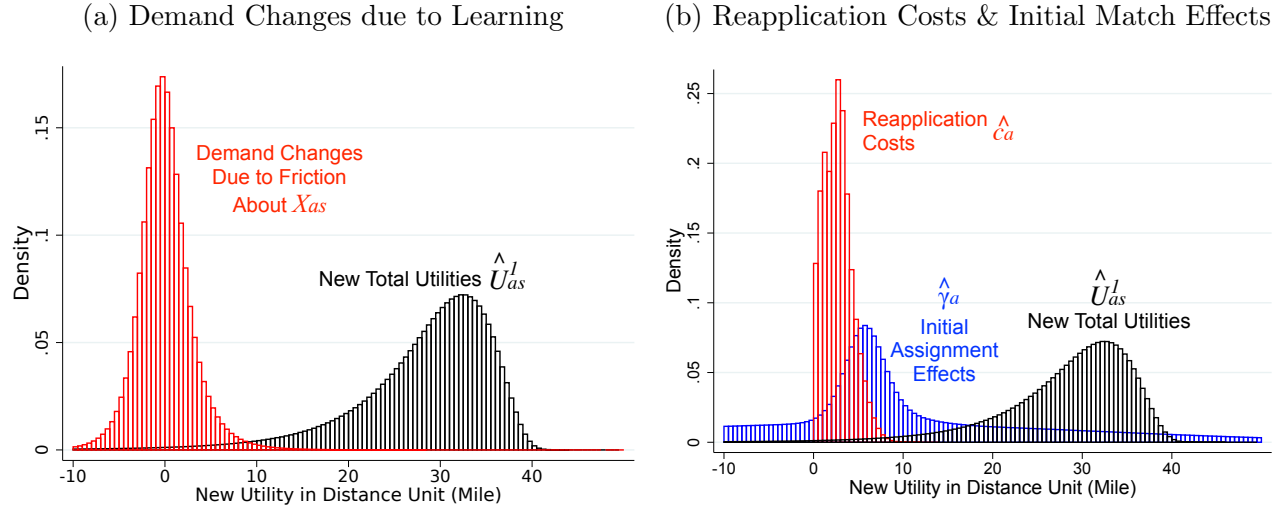 (a) Demand Changes due to Learning
.15
.1
.05
0
Density
Demand Changes
Due to Friction
About Xas
New Total Utilities Û¹as
-10 0 10 20 30 40
New Utility in Distance Unit (Mile)
(b) Reapplication Costs & Initial Match Effects
.25
.2
.15
.1
.05
0
Density
Reapplication
Costs ĉa
γ̂a
Initial
Assignment
Effects
Û¹as
New Total Utilities
-10 0 10 20 30 40
New Utility in Distance Unit (Mile)